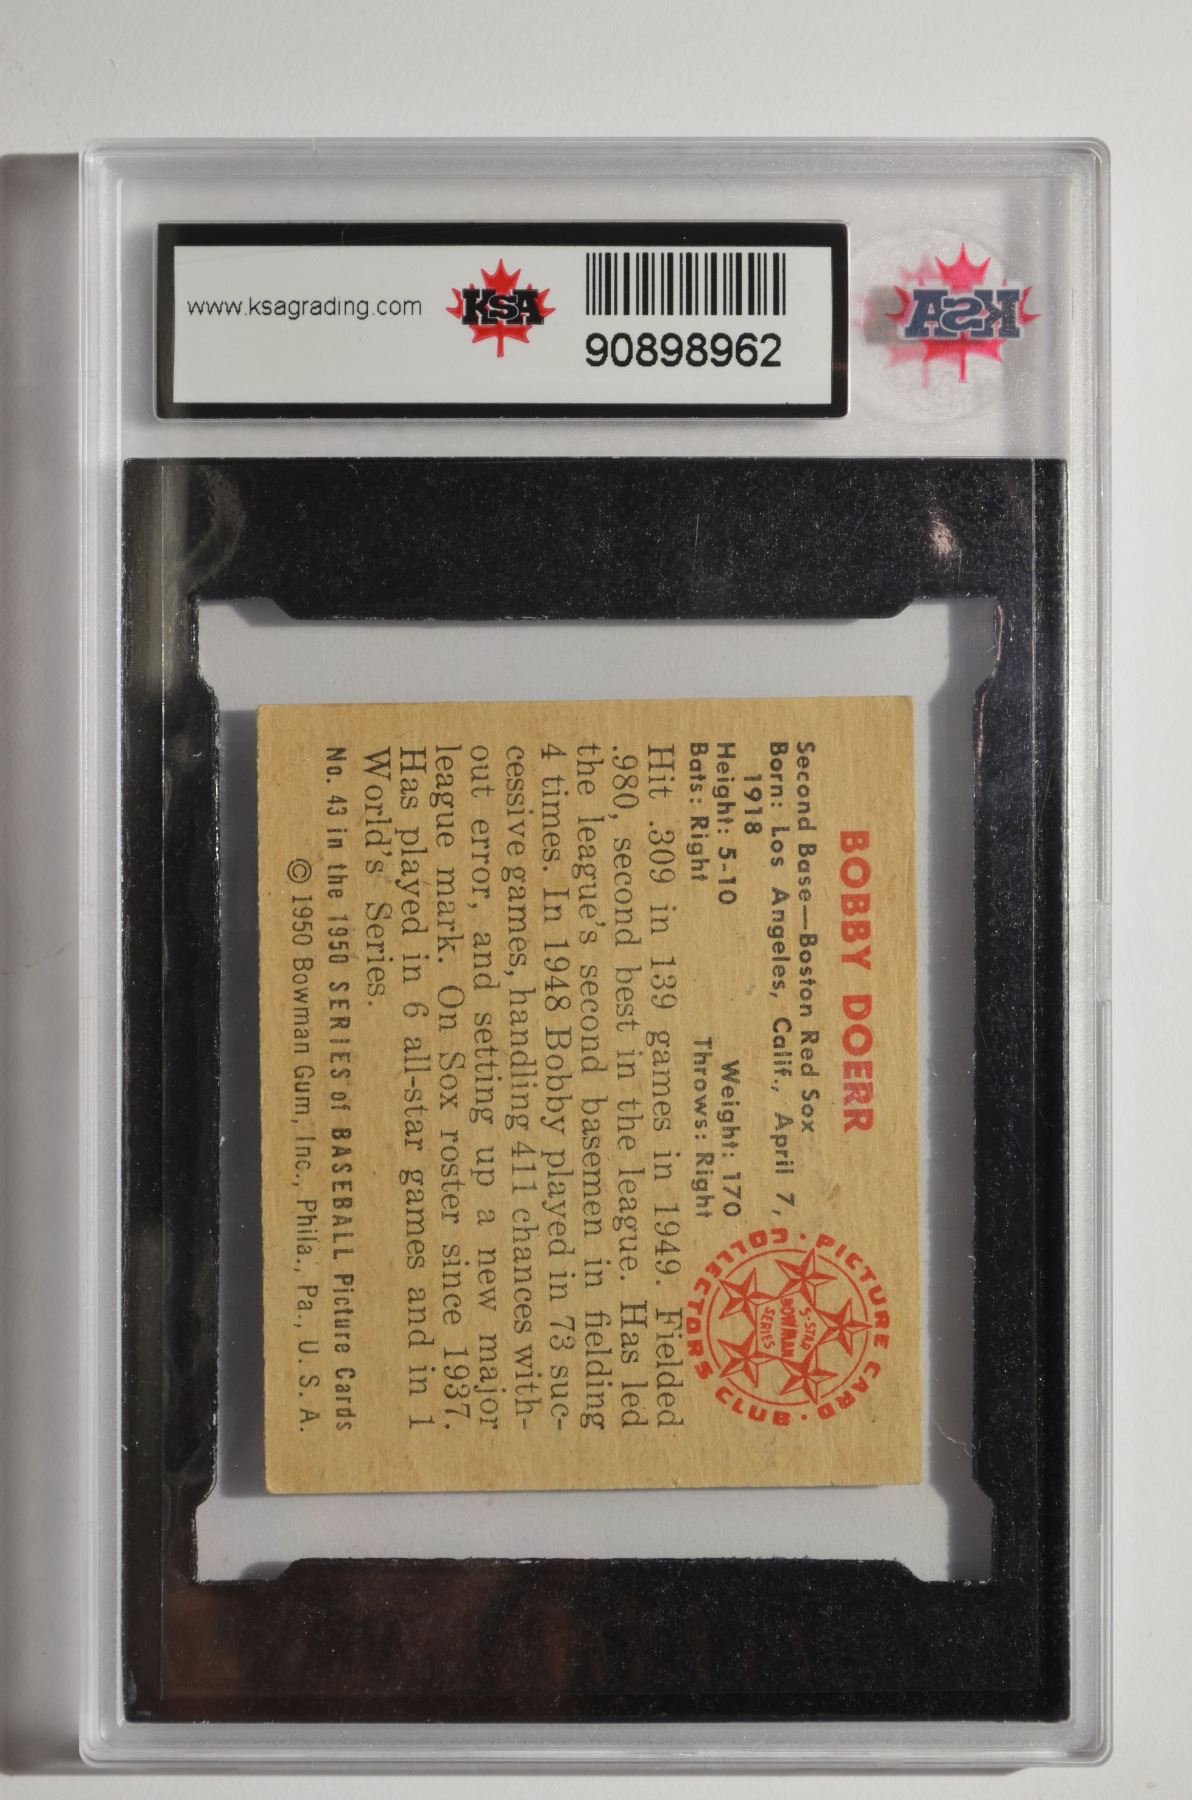 www.ksagrading.com
KSA
90898962
KSA
BOBBY DOERR
Second Base—Boston Red Sox
Born: Los Angeles, Calif., April 7,
1918
Height: 5-10 Weight: 170
Bats: Right Throws: Right
Hit .309 in 139 games in 1949. Fielded
.980, second best in the league. Has led
the league's second basemen in fielding
4 times. In 1948 Bobby played in 73 suc-
cessive games, handling 411 chances with-
out error, and setting up a new major
league mark. On Sox roster since 1937.
Has played in 6 all-star games and in 1
World's Series.
No. 43 in the 1950 SERIES of BASEBALL Picture Cards
© 1950 Bowman Gum, Inc., Phila., Pa., U. S. A.
PICTURE CARD · COLLECTORS CLUB ·
5-STAR
BOWMAN
SERIES